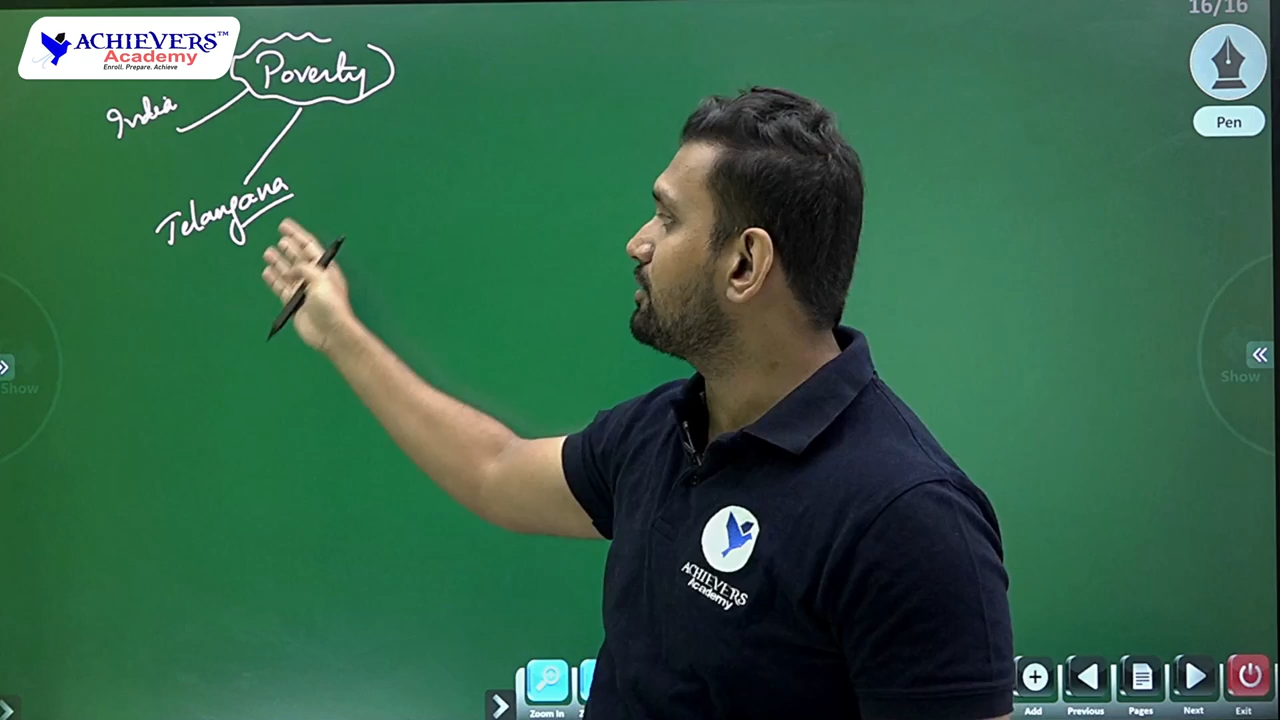 16/16
ACHIEVERS™
Academy
Enroll. Prepare. Achieve
Poverty
India
Telangana
Pen
Show
Show
ACHIEVERS
Academy
Zoom In
Add
Previous
Pages
Next
Exit